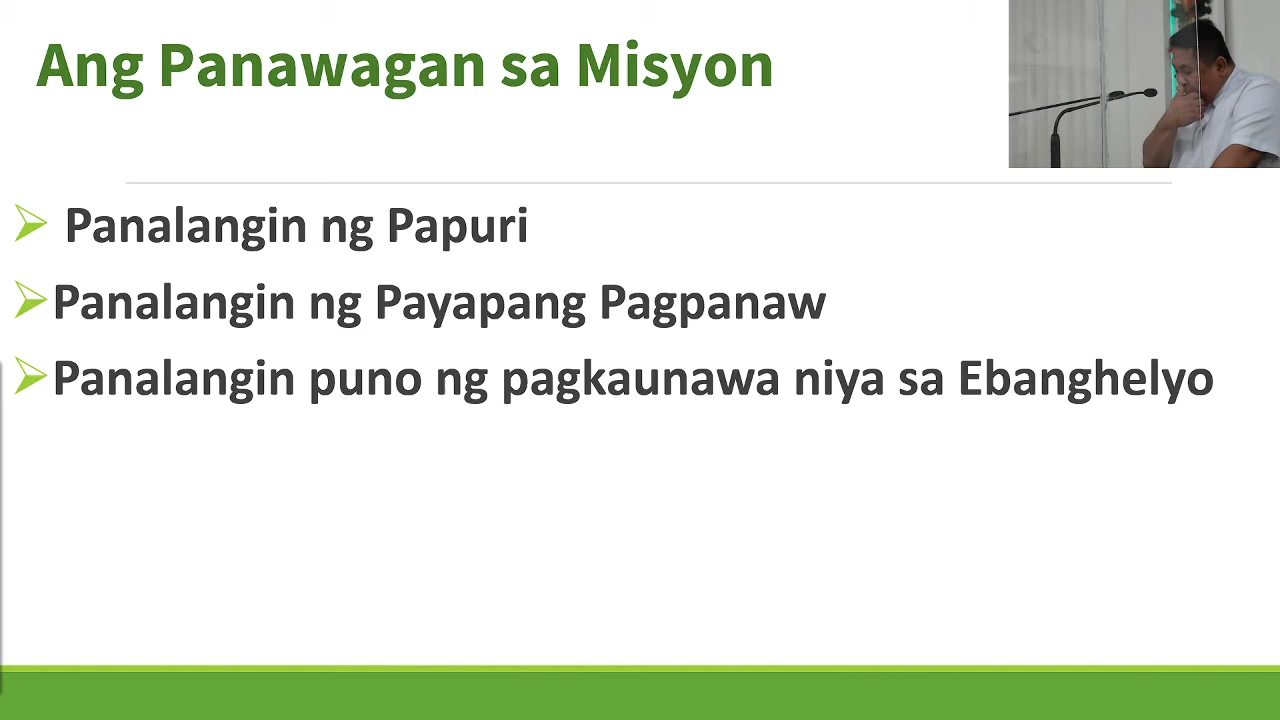 Ang Panawagan sa Misyon
Panalangin ng Papuri
Panalangin ng Payapang Pagpanaw
Panalangin puno ng pagkaunawa niya sa Ebanghelyo